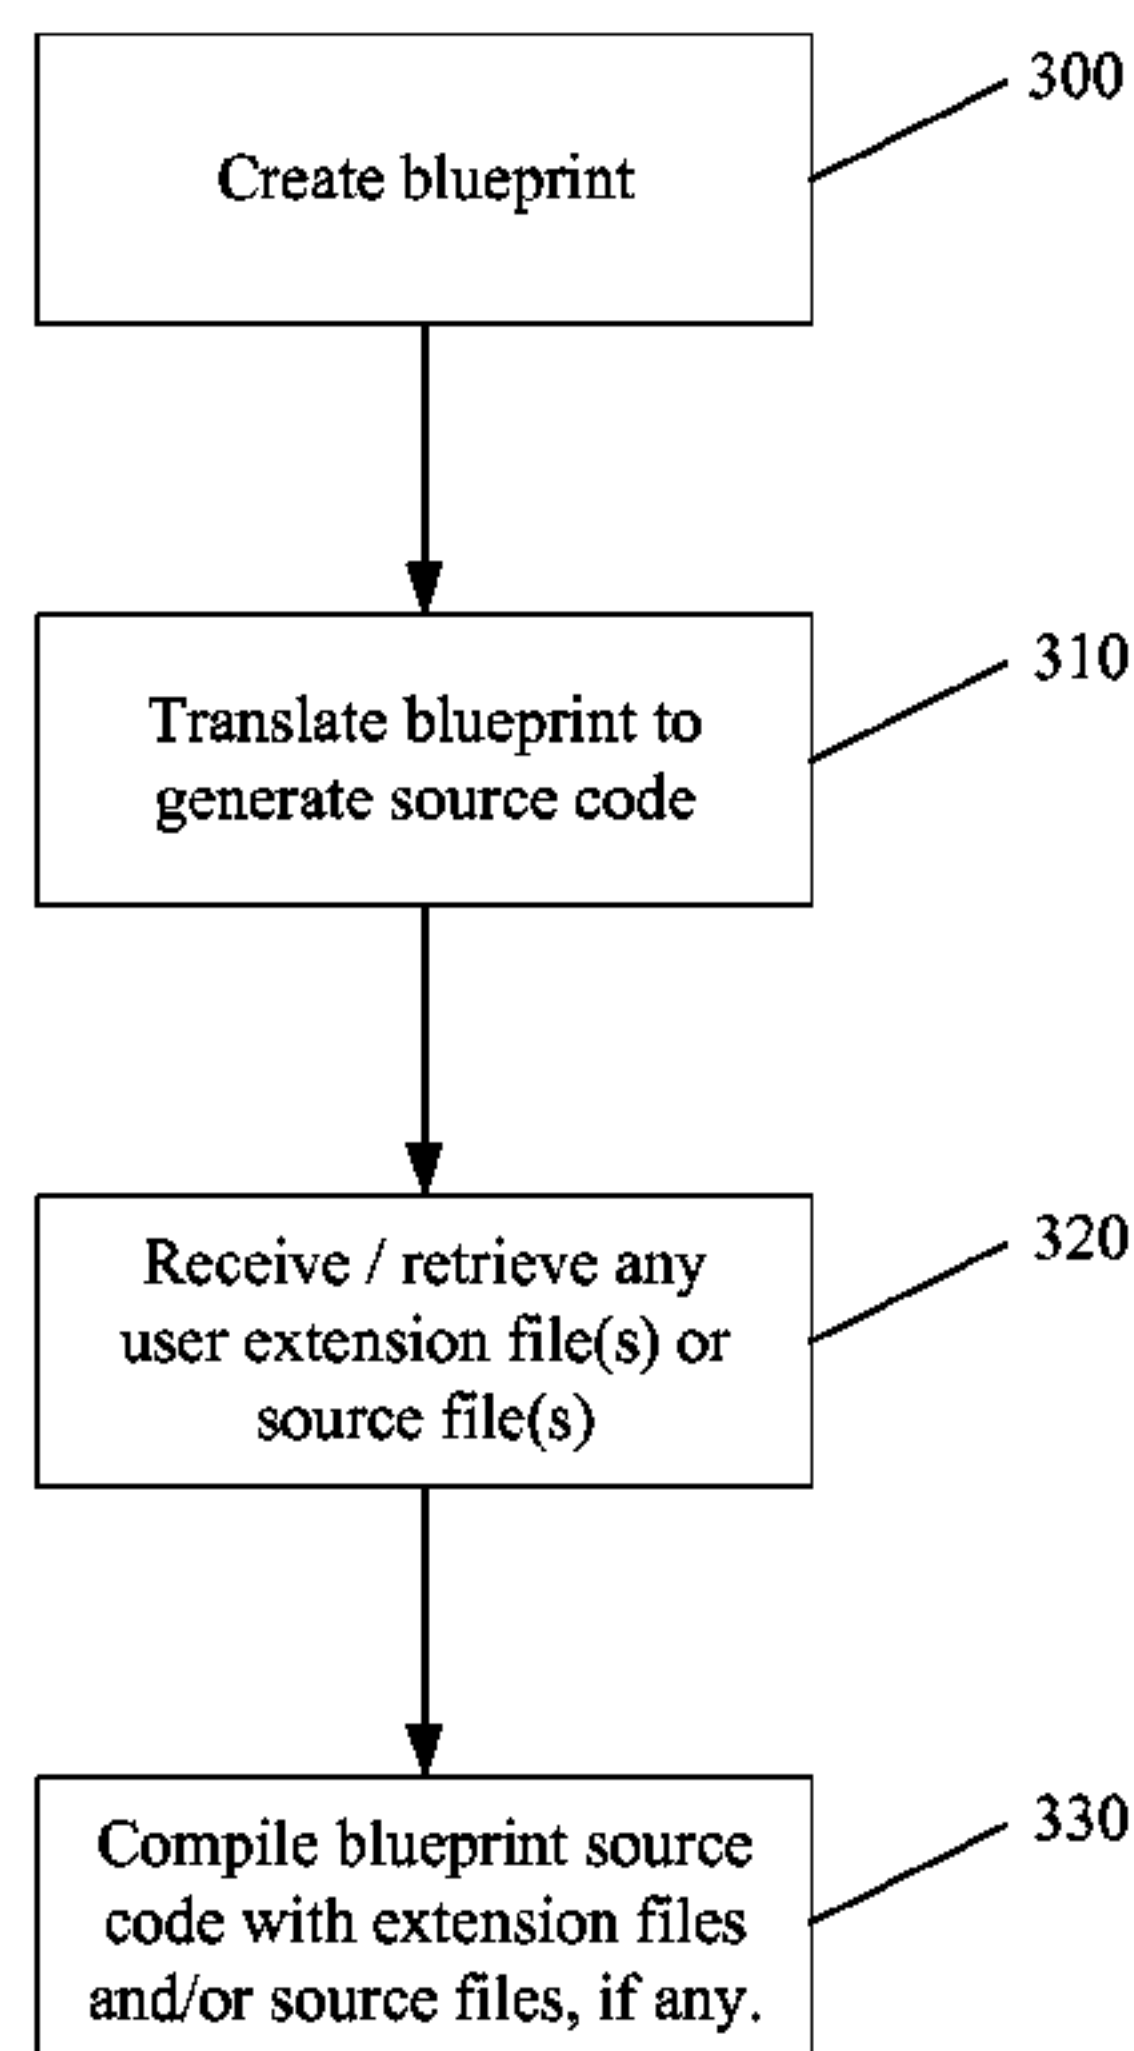 300
Create blueprint
310
Translate blueprint to
generate source code
320
Receive / retrieve any
user extension file(s) or
source file(s)
330
Compile blueprint source
code with extension files
and/or source files, if any.